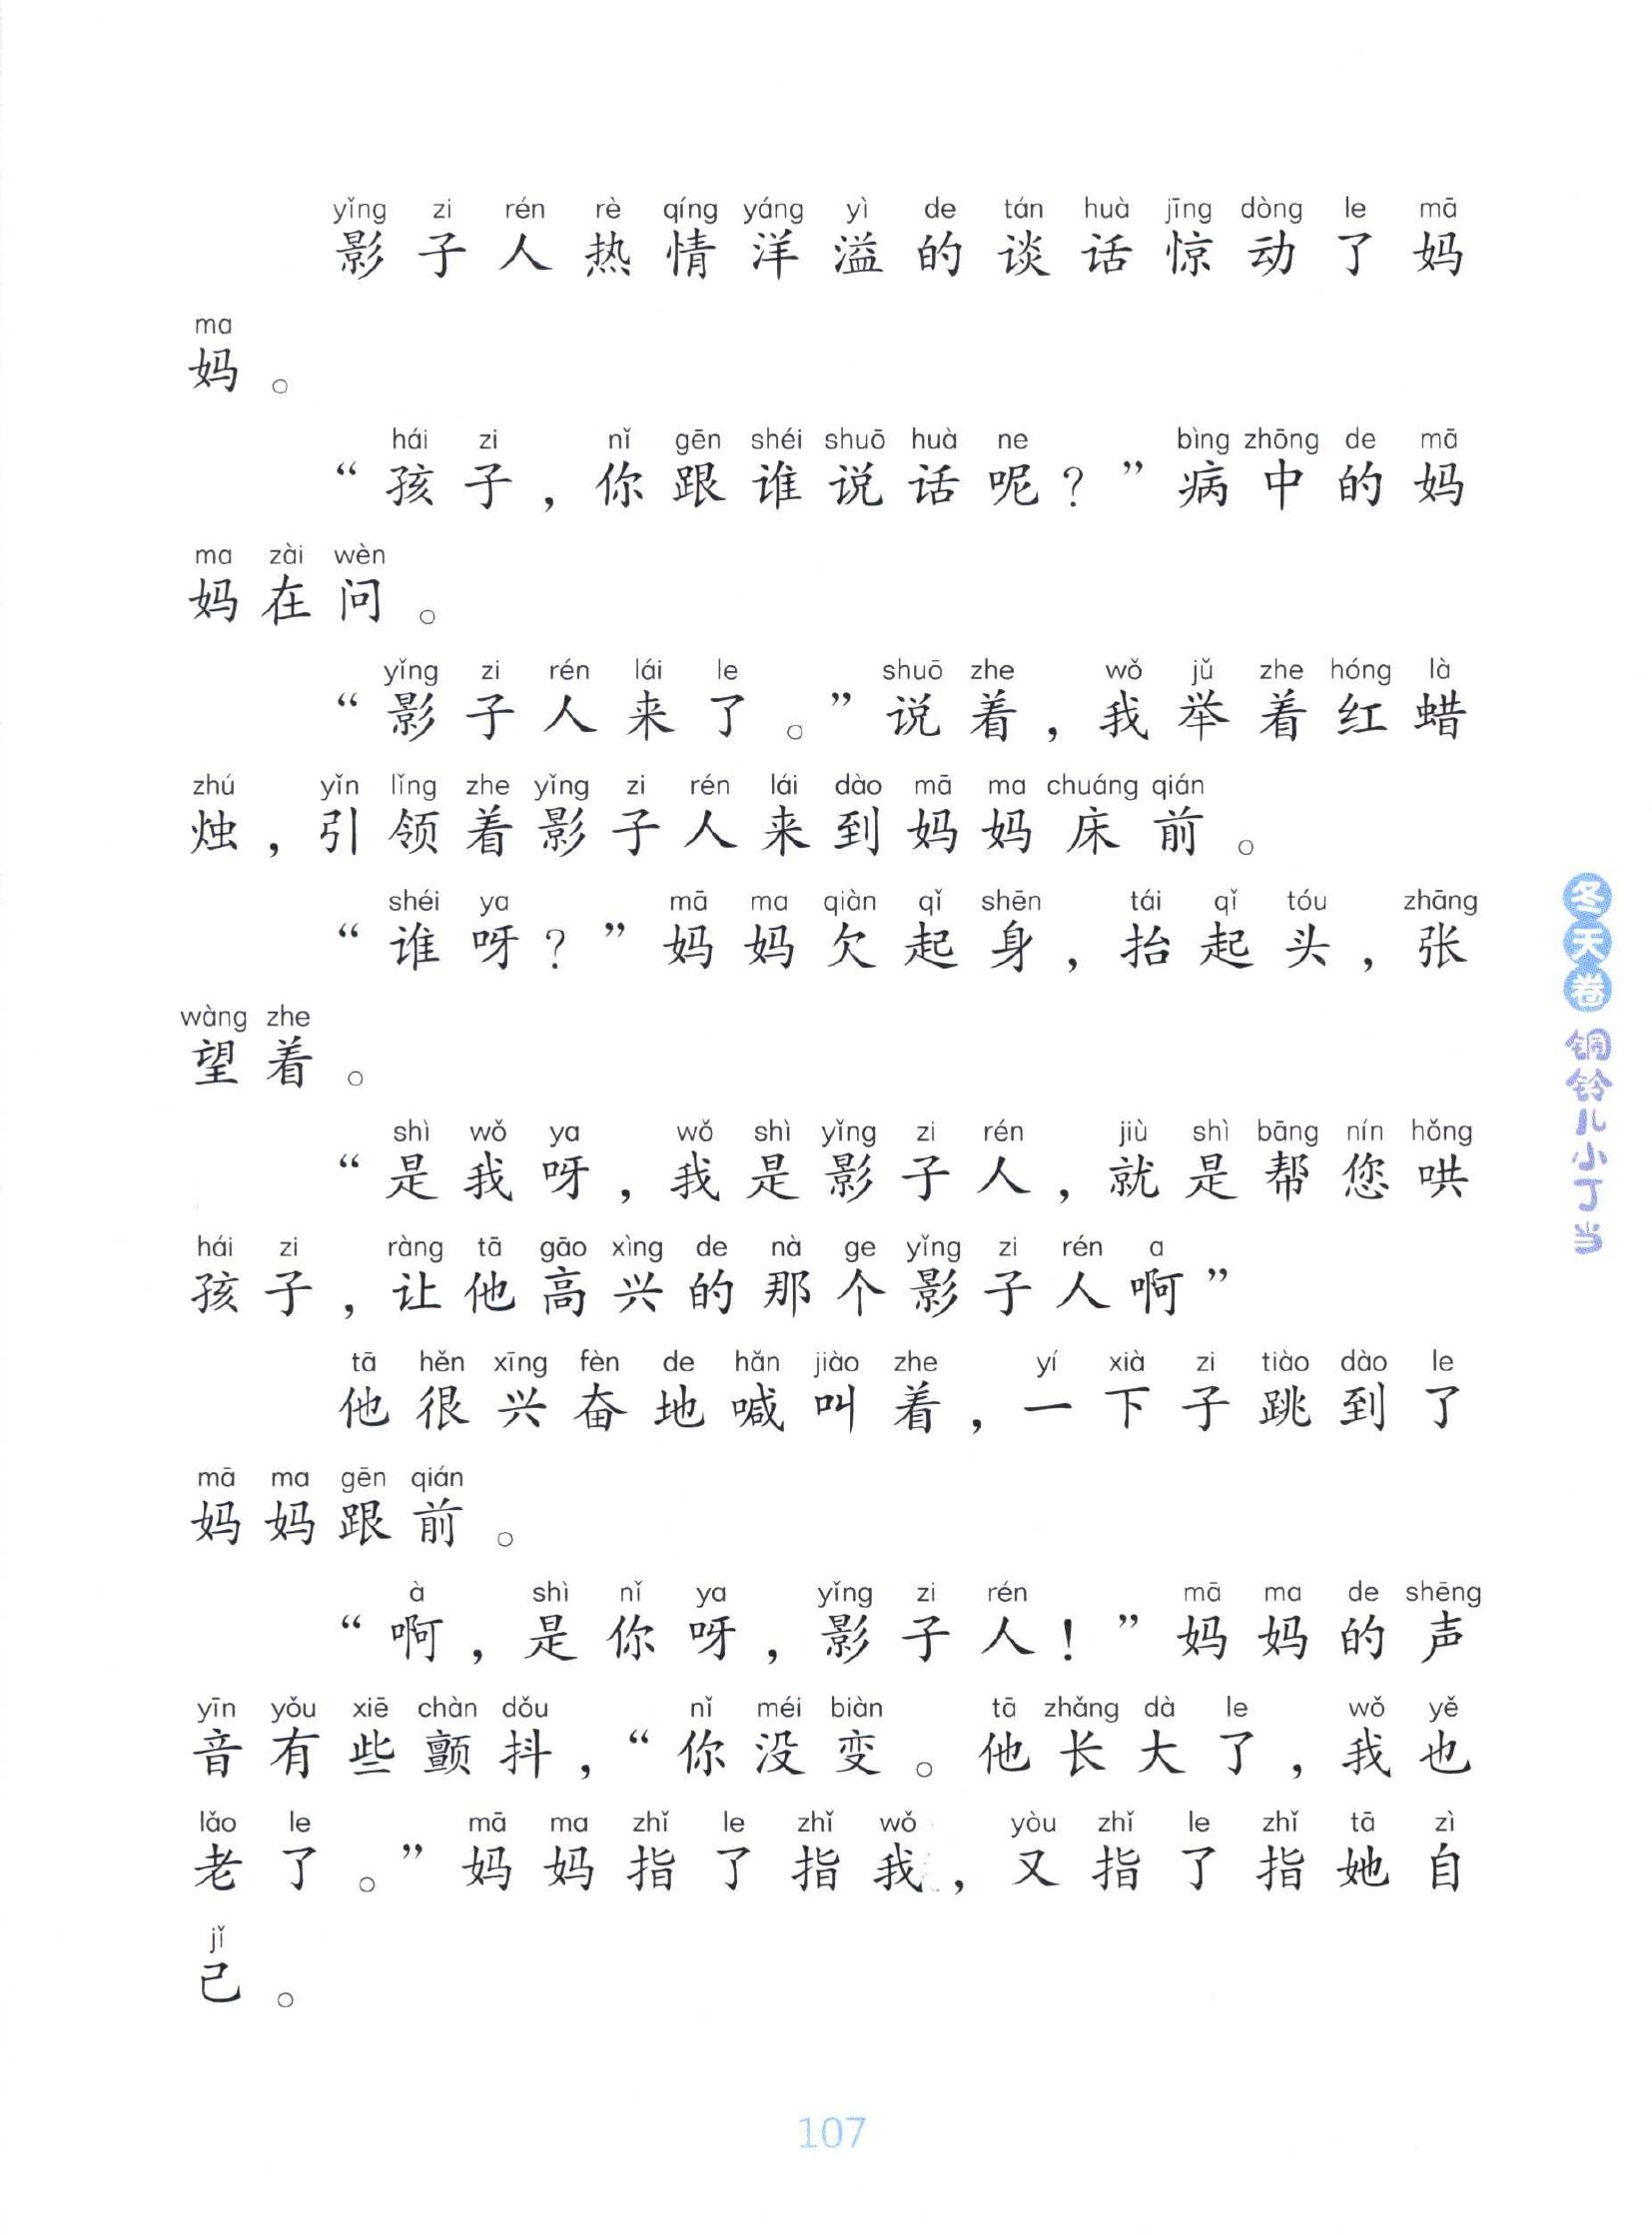 yǐng zi rén rè qíng yáng yì de tán huà jīng dòng le mā
影子人热情洋溢的谈话惊动了妈
ma
妈。
hái zi nǐ gēn shéi shuō huà ne bìng zhōng de mā
“孩子，你跟谁说话呢？”病中的妈
ma zài wèn
妈在问。
yǐng zi rén lái le shuō zhe wǒ jǔ zhe hóng là
“影子人来了。”说着，我举着红蜡
zhú yǐn lǐng zhe yǐng zi rén lái dào mā ma chuáng qián
烛，引领着影子人来到妈妈床前。
shéi ya mā ma qiàn qǐ shēn tái qǐ tóu zhāng
“谁呀？”妈妈欠起身，抬起头，张
wàng zhe
望着。
shì wǒ ya wǒ shì yǐng zi rén jiù shì bāng nín hǒng
“是我呀，我是影子人，就是帮您哄
hái zi ràng tā gāo xìng de nà ge yǐng zi rén a
孩子，让他高兴的那个影子人啊”
tā hěn xīng fèn de hǎn jiào zhe yí xià zi tiào dào le
他很兴奋地喊叫着，一下子跳到了
mā ma gēn qián
妈妈跟前。
à shì nǐ ya yǐng zi rén mā ma de shēng
“啊，是你呀，影子人！”妈妈的声
yīn yǒu xiē chàn dǒu nǐ méi biàn tā zhǎng dà le wǒ yě
音有些颤抖，“你没变。他长大了，我也
lǎo le mā ma zhǐ le zhǐ wǒ yòu zhǐ le zhǐ tā zì
老了。”妈妈指了指我，又指了指她自
jǐ
己。
冬天卷 铜铃儿小丁当
107